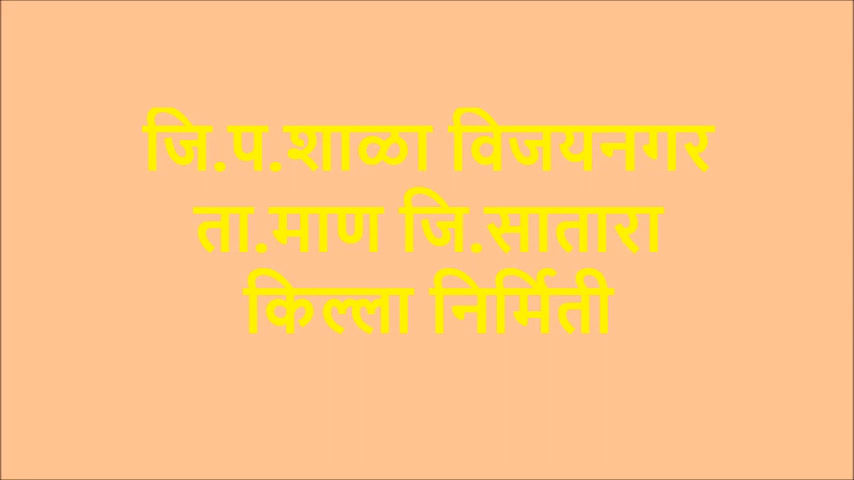 जि.प.शाळा विजयनगर
ता.माण जि.सातारा
किल्ला निर्मिती